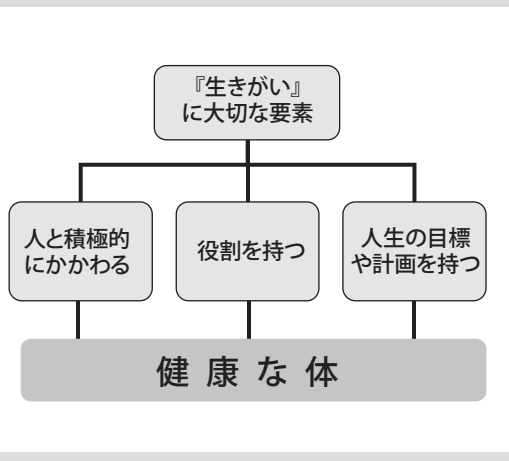 『生きがい』
に大切な要素
人と積極的
にかかわる
役割を持つ
人生の目標
や計画を持つ
健康な体